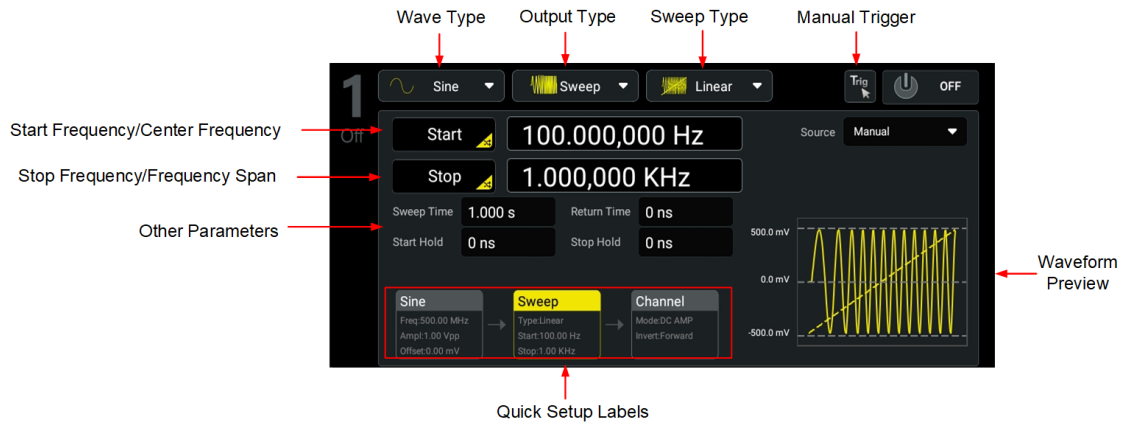 Wave Type
Output Type
Sweep Type
Manual Trigger
1
Off
Sine
Sweep
Linear
Trig
OFF
Start Frequency/Center Frequency
Start
100.000,000 Hz
Source
Manual
Stop Frequency/Frequency Span
Stop
1.000,000 KHz
Other Parameters
Sweep Time
1.000 s
Return Time
0 ns
Start Hold
0 ns
Stop Hold
0 ns
500.0 mV
0.0 mV
-500.0 mV
Waveform
Preview
Sine
Freq:500.00 MHz
Ampl:1.00 Vpp
Offset:0.00 mV
Sweep
Type:Linear
Start:100.00 Hz
Stop:1.00 KHz
Channel
Mode:DC AMP
Invert:Forward
Quick Setup Labels